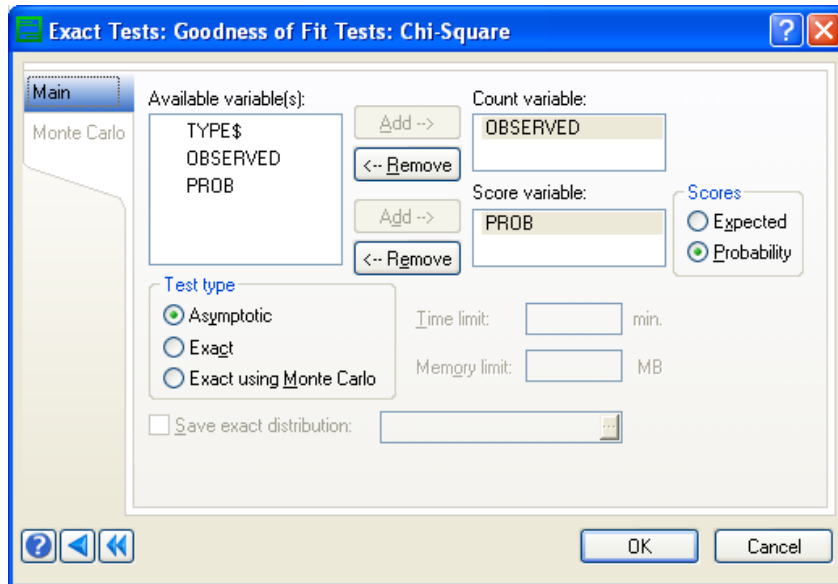 Exact Tests: Goodness of Fit Tests: Chi-Square
Main
Monte Carlo
Available variable(s):
TYPE$
OBSERVED
PROB
Add -->
<-- Remove
Count variable:
OBSERVED
Add -->
<-- Remove
Score variable:
PROB
Scores
Expected
Probability
Test type
Asymptotic
Exact
Exact using Monte Carlo
Time limit:
min.
Memory limit:
MB
Save exact distribution:
...
OK
Cancel